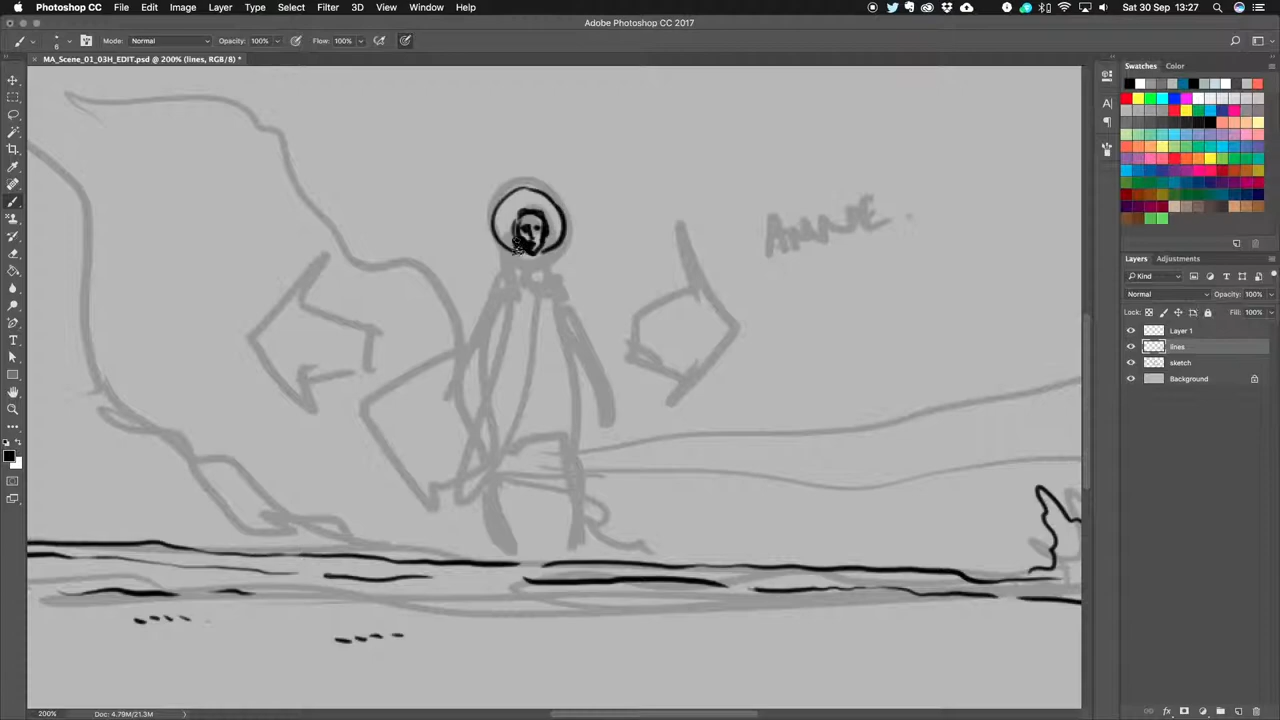 Photoshop CC File Edit Image Layer Type Select Filter 3D View Window Help Sat 30 Sep 13:27
Adobe Photoshop CC 2017
6 Mode: Normal Opacity: 100% Flow: 100%
MA_Scene_01_03H_EDIT.psd @ 200% (lines, RGB/8) *
Swatches Color
ANNE
Layers Adjustments
Kind
Normal Opacity: 100%
Lock: Fill: 100%
Layer 1
lines
sketch
Background
200% Doc: 4.79M/21.3M